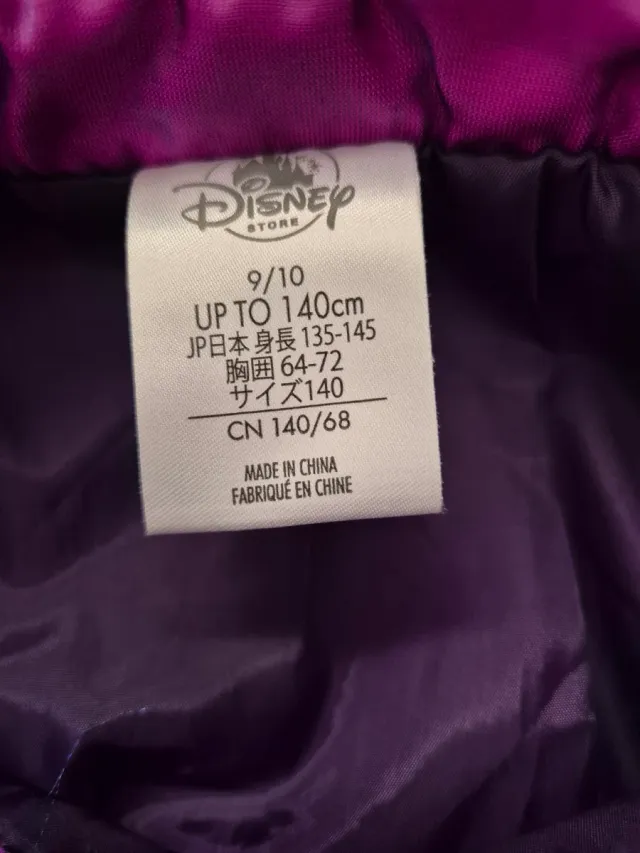 Disney
STORE
9/10
UP TO 140cm
JP日本 身長 135-145
胸囲 64-72
サイズ140
CN 140/68
MADE IN CHINA
FABRIQUÉ EN CHINE